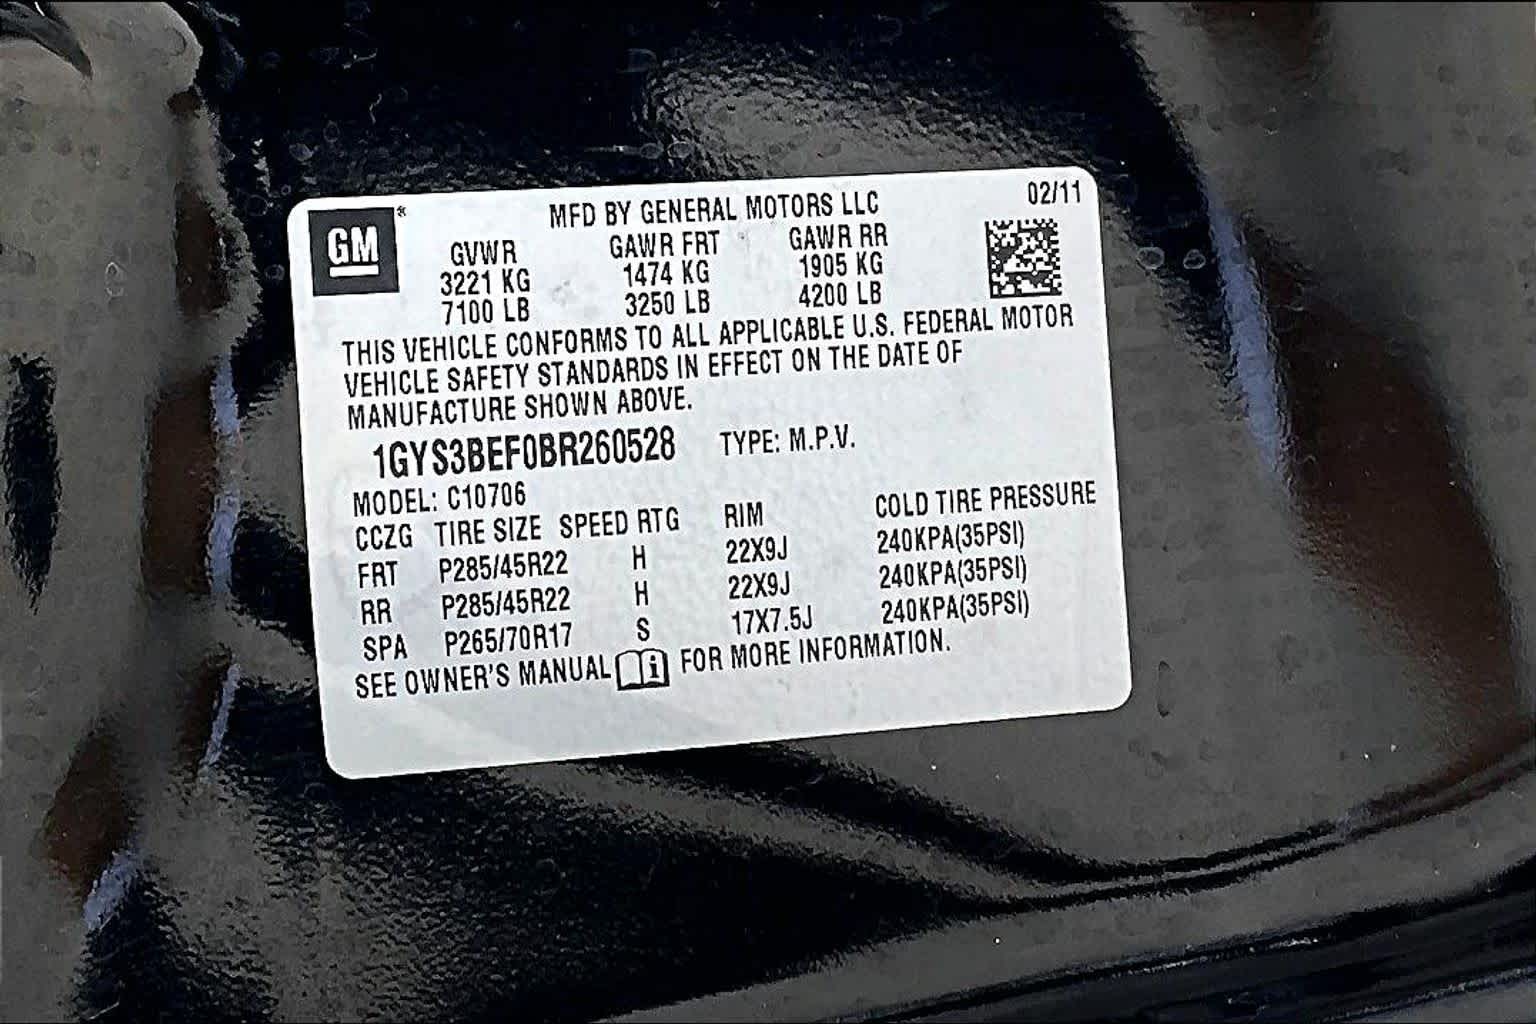 GM
MFD BY GENERAL MOTORS LLC 02/11
GVWR GAWR FRT GAWR RR
3221 KG 1474 KG 1905 KG
7100 LB 3250 LB 4200 LB
THIS VEHICLE CONFORMS TO ALL APPLICABLE U.S. FEDERAL MOTOR
VEHICLE SAFETY STANDARDS IN EFFECT ON THE DATE OF
MANUFACTURE SHOWN ABOVE.
1GYS3BEF0BR260528 TYPE: M.P.V.
MODEL: C10706
CCZG TIRE SIZE SPEED RTG RIM COLD TIRE PRESSURE
FRT P285/45R22 H 22X9J 240KPA(35PSI)
RR P285/45R22 H 22X9J 240KPA(35PSI)
SPA P265/70R17 S 17X7.5J 240KPA(35PSI)
SEE OWNER'S MANUAL i FOR MORE INFORMATION.